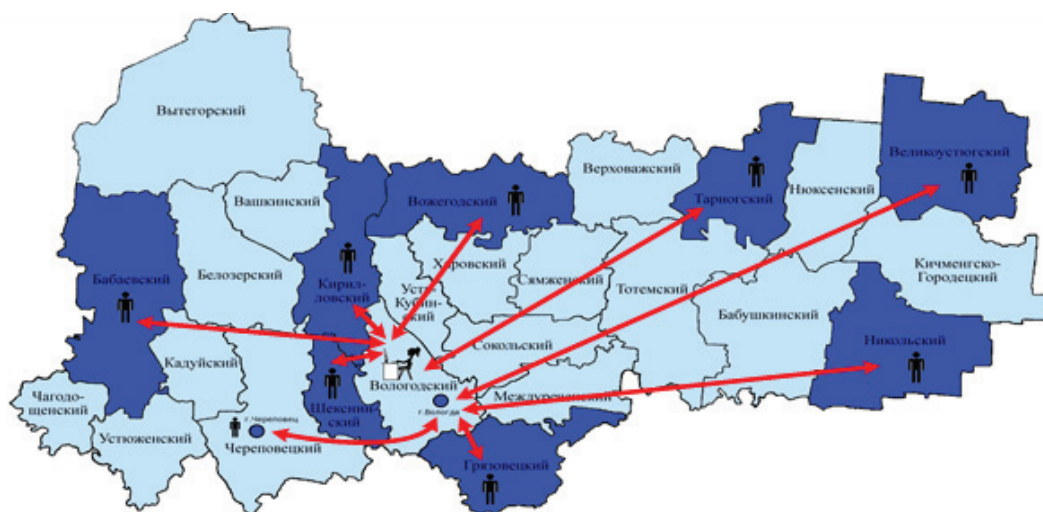 Вытегорский
Вашкинский
Вожегодский
Верховажский
Тарногский
Нюксенский
Великоустюгский
Бабаевский
Белозерский
Кирил-
ловский
Усть-
Кубин-
ский
Харовский
Сямженский
Тотемский
Бабушкинский
Кичменгско-
Городецкий
Никольский
Кадуйский
Сокольский
Чагодо-
щенский
Устюженский
г.Череповец
Череповецкий
Шекснин-
ский
Вологодский
г.Вологда
Междуреченский
Грязовецкий